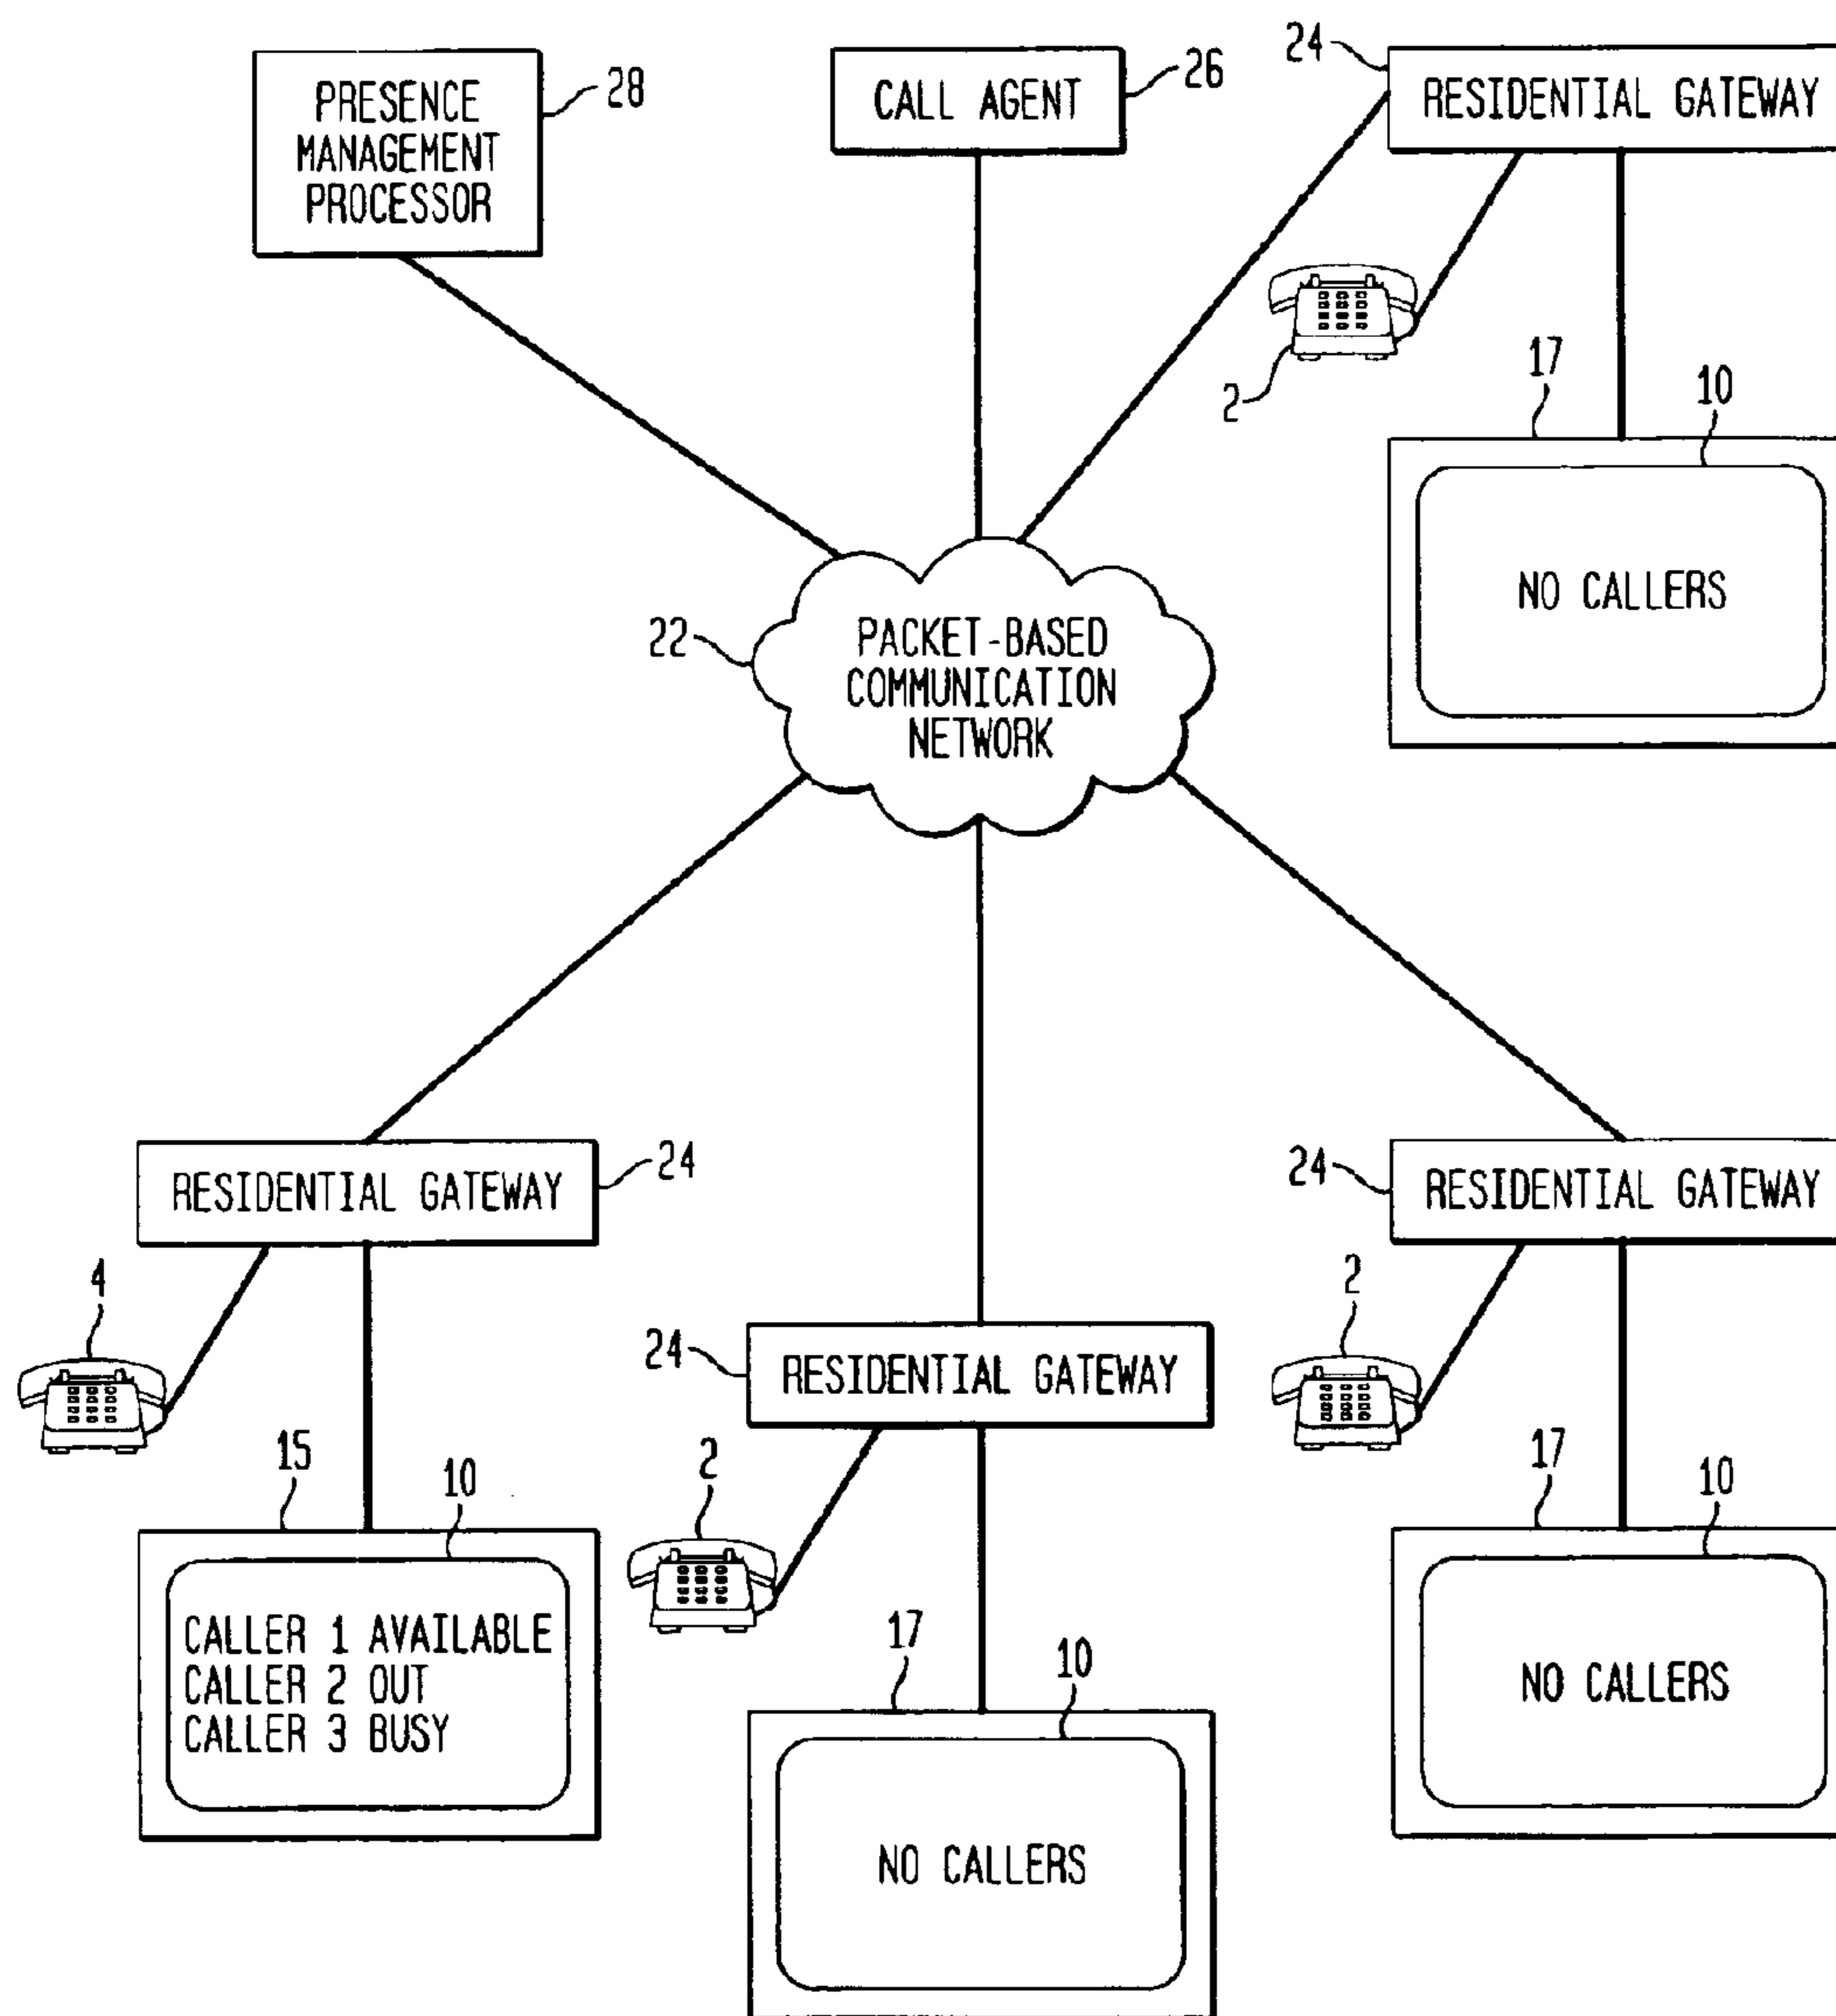 PRESENCE
MANAGEMENT
PROCESSOR
28
CALL AGENT
26
24
RESIDENTIAL GATEWAY
2
17
10
NO CALLERS
22
PACKET-BASED
COMMUNICATION
NETWORK
RESIDENTIAL GATEWAY
24
4
15
10
CALLER 1 AVAILABLE
CALLER 2 OUT
CALLER 3 BUSY
24
RESIDENTIAL GATEWAY
2
17
10
NO CALLERS
24
RESIDENTIAL GATEWAY
2
17
10
NO CALLERS